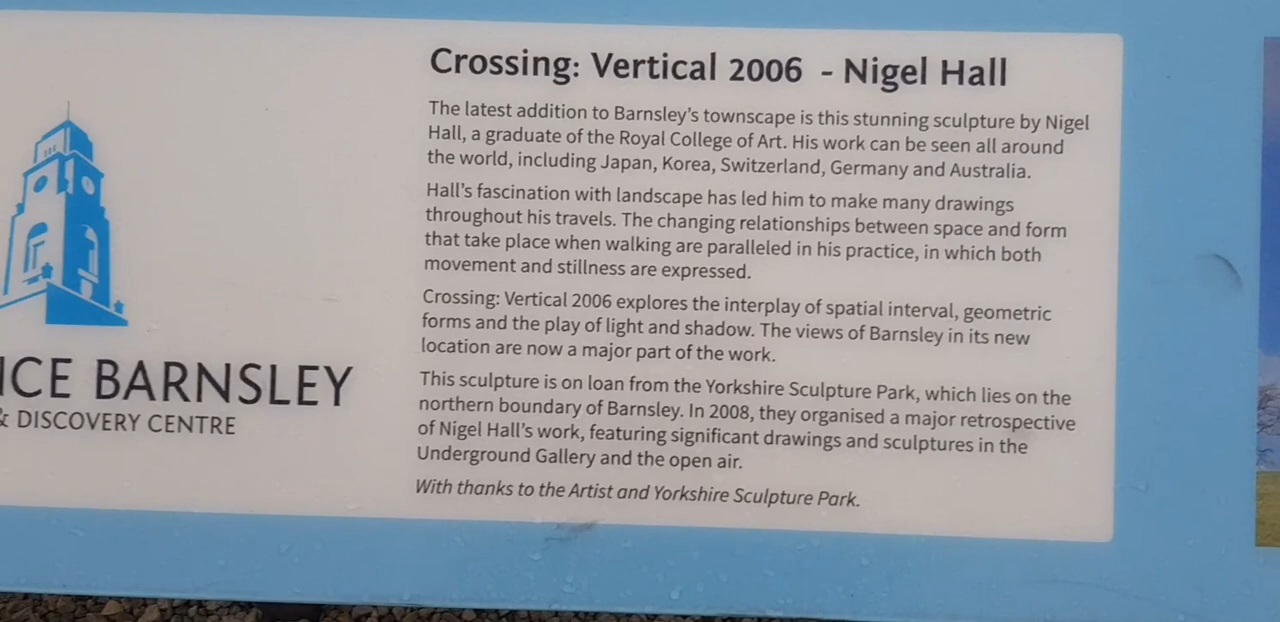 Crossing: Vertical 2006 - Nigel Hall
The latest addition to Barnsley's townscape is this stunning sculpture by Nigel
Hall, a graduate of the Royal College of Art. His work can be seen all around
the world, including Japan, Korea, Switzerland, Germany and Australia.
Hall's fascination with landscape has led him to make many drawings
throughout his travels. The changing relationships between space and form
that take place when walking are paralleled in his practice, in which both
movement and stillness are expressed.
Crossing: Vertical 2006 explores the interplay of spatial interval, geometric
forms and the play of light and shadow. The views of Barnsley in its new
location are now a major part of the work.
This sculpture is on loan from the Yorkshire Sculpture Park, which lies on the
northern boundary of Barnsley. In 2008, they organised a major retrospective
of Nigel Hall's work, featuring significant drawings and sculptures in the
Underground Gallery and the open air.
With thanks to the Artist and Yorkshire Sculpture Park.
ICE BARNSLEY
& DISCOVERY CENTRE